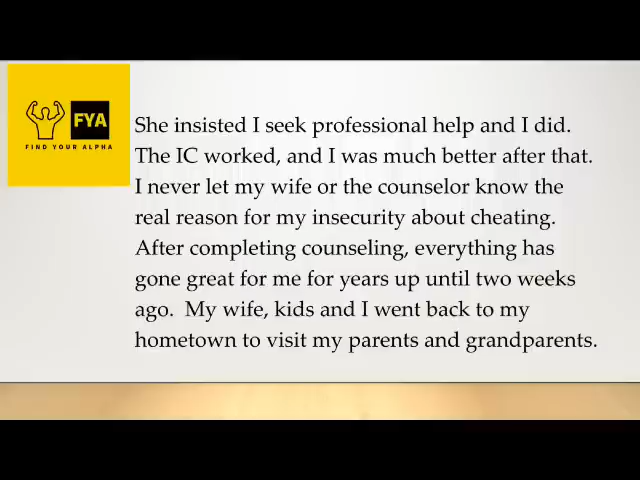 FYA
FIND YOUR ALPHA
She insisted I seek professional help and I did.
The IC worked, and I was much better after that.
I never let my wife or the counselor know the
real reason for my insecurity about cheating.
After completing counseling, everything has
gone great for me for years up until two weeks
ago. My wife, kids and I went back to my
hometown to visit my parents and grandparents.